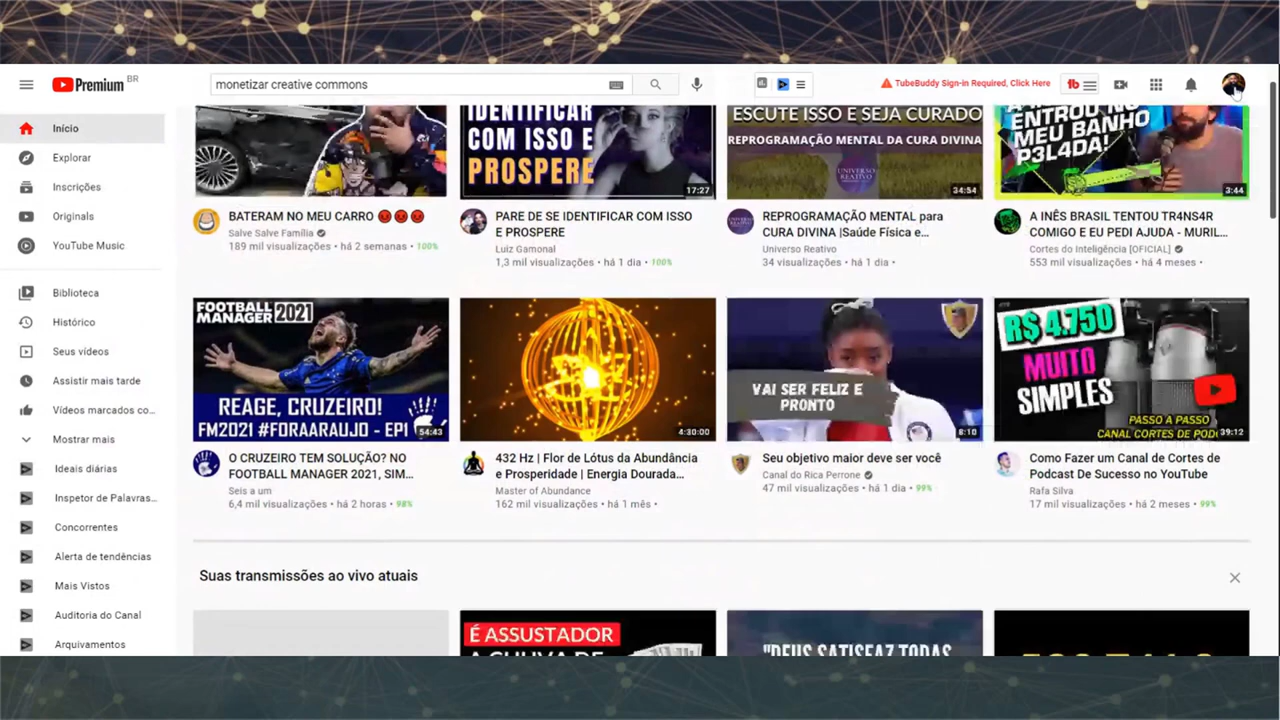 Premium BR
monetizar creative commons
TubeBuddy Sign-in Required, Click Here
tb
Início
Explorar
Inscrições
Originals
YouTube Music
Biblioteca
Histórico
Seus vídeos
Assistir mais tarde
Vídeos marcados co...
Mostrar mais
Ideais diárias
Inspetor de Palavras...
Concorrentes
Alerta de tendências
Mais Vistos
Auditoria do Canal
Arquivamentos
BATERAM NO MEU CARRO
Salve Salve Família
189 mil visualizações • há 2 semanas • 100%
IDENTIFICAR
COM ISSO E
PROSPERE
17:27
PARE DE SE IDENTIFICAR COM ISSO
E PROSPERE
Luiz Gamonal
1,3 mil visualizações • há 1 dia • 100%
ESCUTE ISSO E SEJA CURADO
REPROGRAMAÇÃO MENTAL DA CURA DIVINA
UNIVERSO
REATIVO
34:54
REPROGRAMAÇÃO MENTAL para
CURA DIVINA |Saúde Física e...
Universo Reativo
34 visualizações • há 1 dia •
ENTROU NO
MEU BANHO
P3L4DA!
3:44
A INÊS BRASIL TENTOU TR4NS4R
COMIGO E EU PEDI AJUDA - MURIL...
Cortes do Inteligência [OFICIAL]
553 mil visualizações • há 4 meses •
FOOTBALL
MANAGER 2021
REAGE, CRUZEIRO!
FM2021 #FORAARAUJO - EP1
54:43
O CRUZEIRO TEM SOLUÇÃO? NO
FOOTBALL MANAGER 2021, SIM...
Seis a um
6,4 mil visualizações • há 2 horas • 98%
4:30:00
432 Hz | Flor de Lótus da Abundância
e Prosperidade | Energia Dourada...
Master of Abundance
162 mil visualizações • há 1 mês •
VAI SER FELIZ E
PRONTO
8:10
Seu objetivo maior deve ser você
Canal do Rica Perrone
47 mil visualizações • há 1 dia • 99%
R$ 4.750
MUITO
SIMPLES
PASSO A PASSO
CANAL CORTES DE
39:12
Como Fazer um Canal de Cortes de
Podcast De Sucesso no YouTube
Rafa Silva
17 mil visualizações • há 2 meses • 99%
Suas transmissões ao vivo atuais
É ASSUSTADOR
A CHUVA DE
"DEUS SATISFAZ TODAS